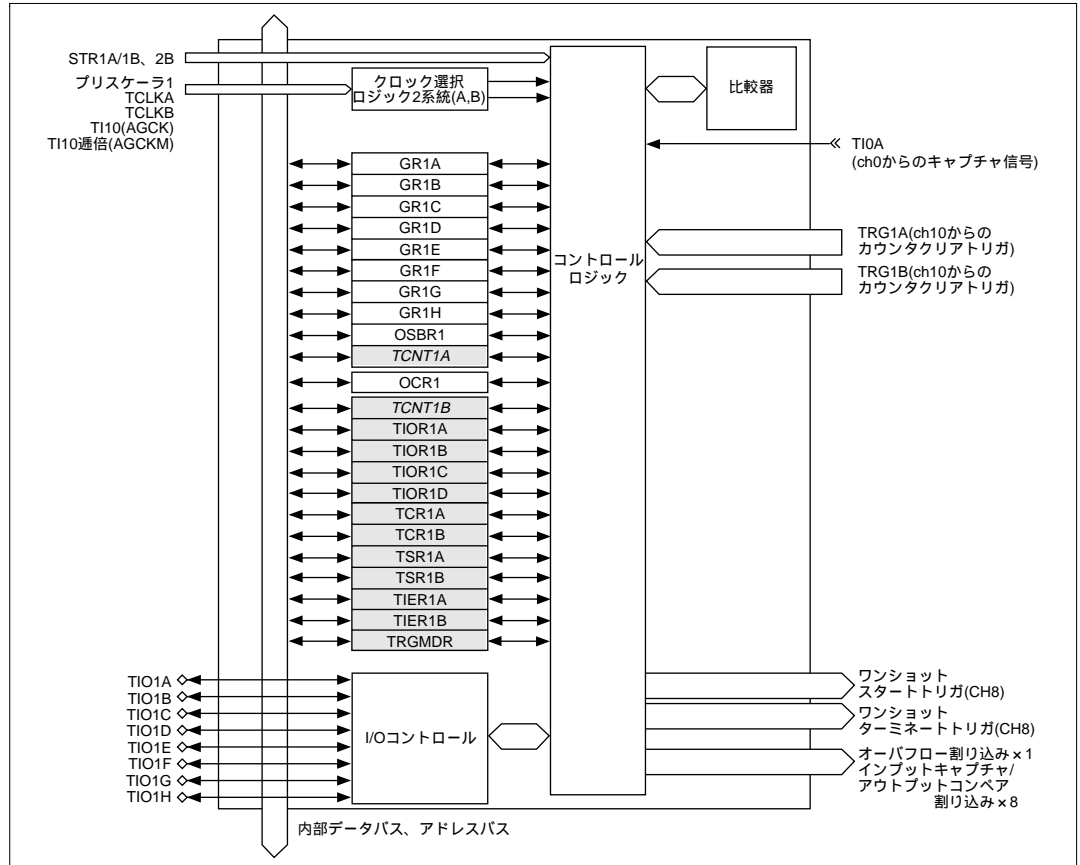 STR1A/1B、2B
プリスケーラ1
TCLKA
TCLKB
TI10(AGCK)
TI10逓倍(AGCKM)
クロック選択
ロジック2系統(A,B)
比較器
TI0A
(ch0からのキャプチャ信号)
GR1A
GR1B
GR1C
GR1D
GR1E
GR1F
GR1G
GR1H
OSBR1
TCNT1A
OCR1
TCNT1B
TIOR1A
TIOR1B
TIOR1C
TIOR1D
TCR1A
TCR1B
TSR1A
TSR1B
TIER1A
TIER1B
TRGMDR
コントロール
ロジック
TRG1A(ch10からの
カウンタクリアトリガ)
TRG1B(ch10からの
カウンタクリアトリガ)
TIO1A
TIO1B
TIO1C
TIO1D
TIO1E
TIO1F
TIO1G
TIO1H
I/Oコントロール
ワンショット
スタートトリガ(CH8)
ワンショット
ターミネートトリガ(CH8)
オーバフロー割り込み×1
インプットキャプチャ/
アウトプットコンペア
割り込み×8
内部データバス、アドレスバス